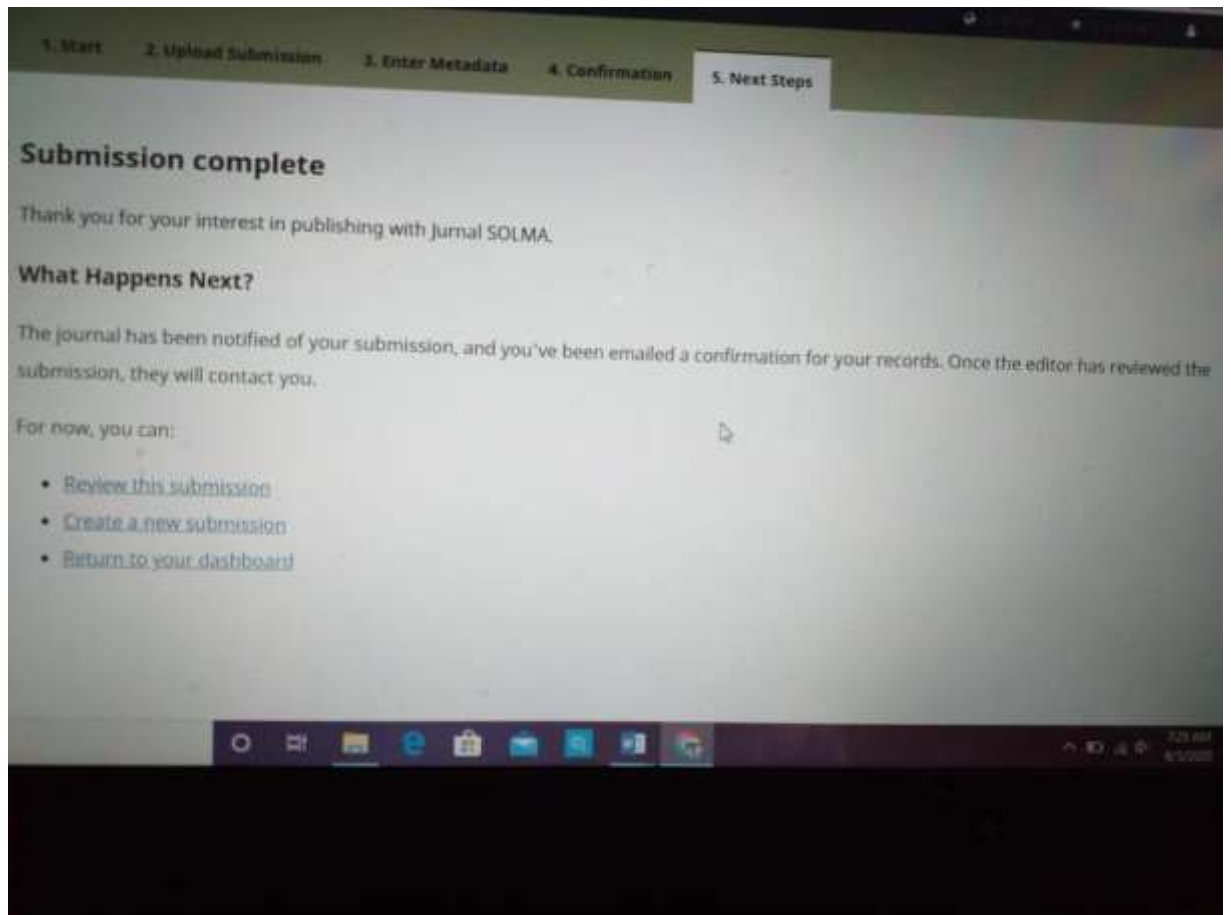 1. Start
2. Upload Submission
3. Enter Metadata
4. Confirmation
5. Next Steps
Submission complete
Thank you for your interest in publishing with Jurnal SOLMA.
What Happens Next?
The journal has been notified of your submission, and you've been emailed a confirmation for your records. Once the editor has reviewed the
submission, they will contact you.
For now, you can:
Review this submission
Create a new submission
Return to your dashboard